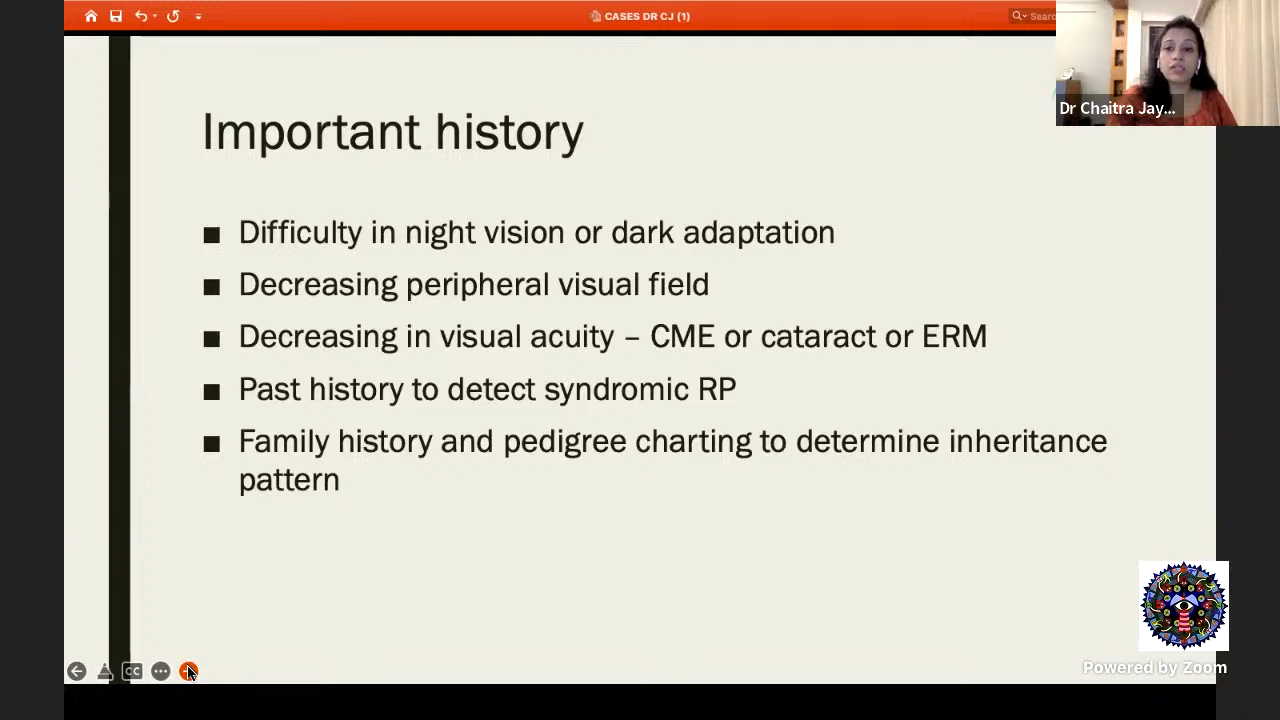 CASES DR CJ (1)
Sear
Dr Chaitra Jay...
Important history
■ Difficulty in night vision or dark adaptation
■ Decreasing peripheral visual field
■ Decreasing in visual acuity – CME or cataract or ERM
■ Past history to detect syndromic RP
■ Family history and pedigree charting to determine inheritance
pattern
CC
Powered by Zoom